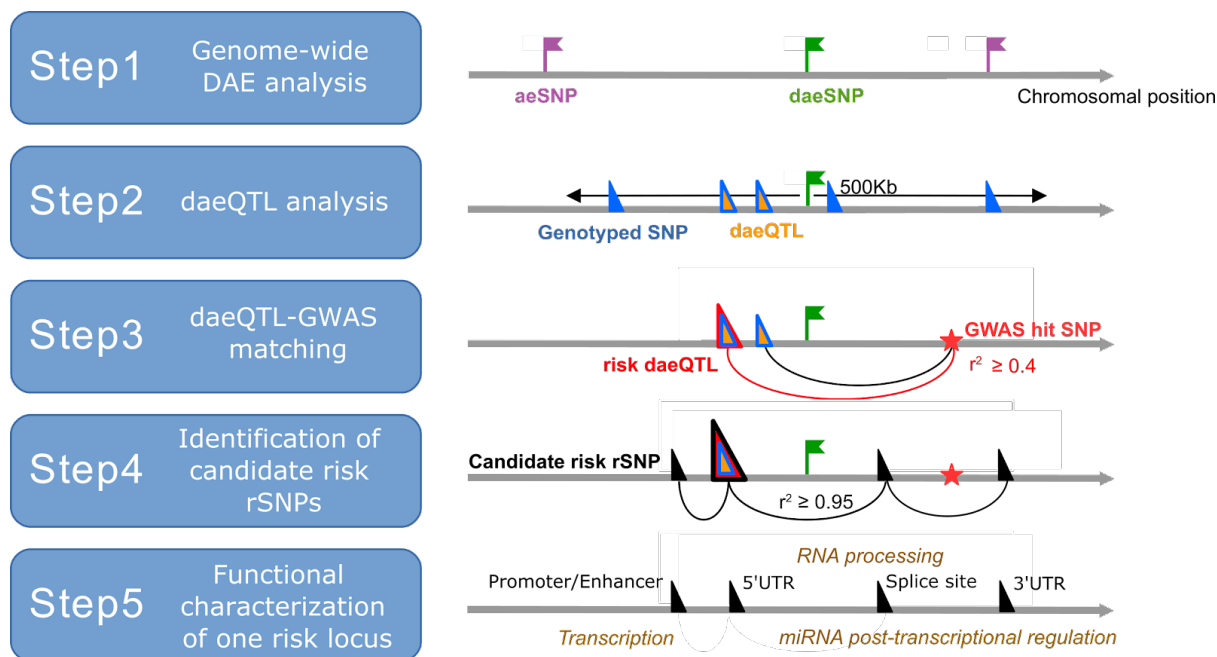 Step1
Genome-wide
DAE analysis
aeSNP
daeSNP
Chromosomal position
Step2
daeQTL analysis
500Kb
Genotyped SNP
daeQTL
Step3
daeQTL-GWAS
matching
GWAS hit SNP
risk daeQTL
r² ≥ 0.4
Step4
Identification of
candidate risk
rSNPs
Candidate risk rSNP
r² ≥ 0.95
Step5
Functional
characterization
of one risk locus
RNA processing
Promoter/Enhancer
5'UTR
Splice site
3'UTR
Transcription
miRNA post-transcriptional regulation